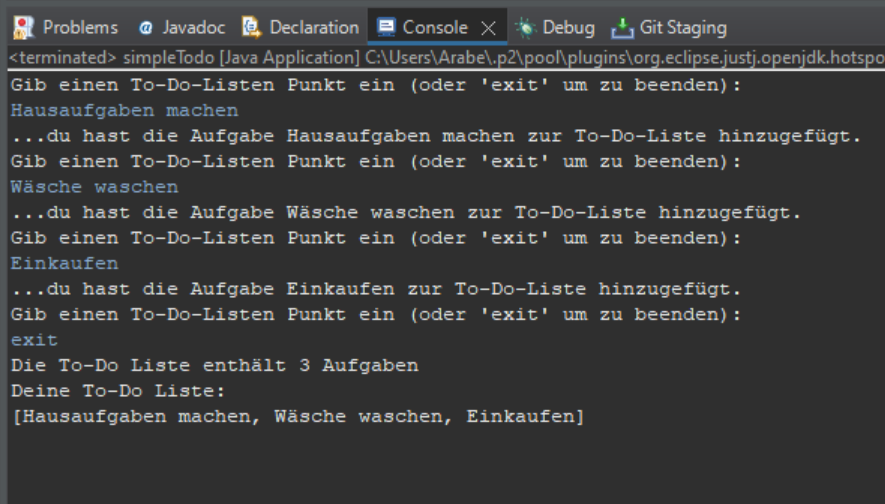 Problems @ Javadoc Declaration Console Debug Git Staging
<terminated> simpleTodo [Java Application] C:\Users\Arabe\.p2\pool\plugins\org.eclipse.justj.openjdk.hotspo
Gib einen To-Do-Listen Punkt ein (oder 'exit' um zu beenden):
Hausaufgaben machen
...du hast die Aufgabe Hausaufgaben machen zur To-Do-Liste hinzugefügt.
Gib einen To-Do-Listen Punkt ein (oder 'exit' um zu beenden):
Wäsche waschen
...du hast die Aufgabe Wäsche waschen zur To-Do-Liste hinzugefügt.
Gib einen To-Do-Listen Punkt ein (oder 'exit' um zu beenden):
Einkaufen
...du hast die Aufgabe Einkaufen zur To-Do-Liste hinzugefügt.
Gib einen To-Do-Listen Punkt ein (oder 'exit' um zu beenden):
exit
Die To-Do Liste enthält 3 Aufgaben
Deine To-Do Liste:
[Hausaufgaben machen, Wäsche waschen, Einkaufen]